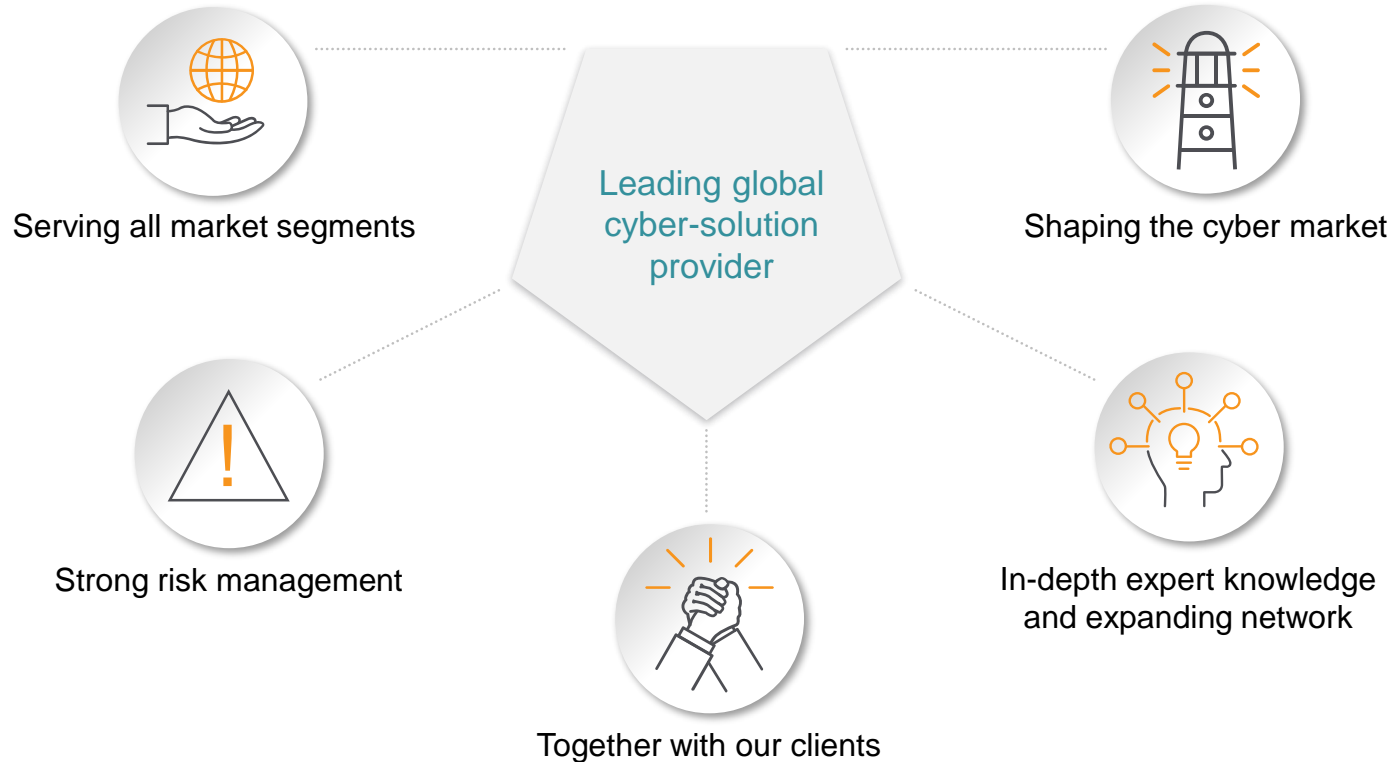 Leading global
cyber-solution
provider
Serving all market segments
Shaping the cyber market
Strong risk management
In-depth expert knowledge
and expanding network
Together with our clients